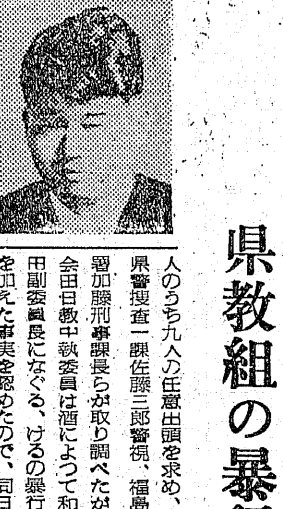 県教組の暴
人のうち九人の任意出頭を求め、
県警捜査一課佐藤三郎警視、福島
署加藤刑事課長らが取り調べたが
会田日教中執委員は酒によつて和
田副委員長になぐる、けるの暴行
を加えた事実を認めたので、同日